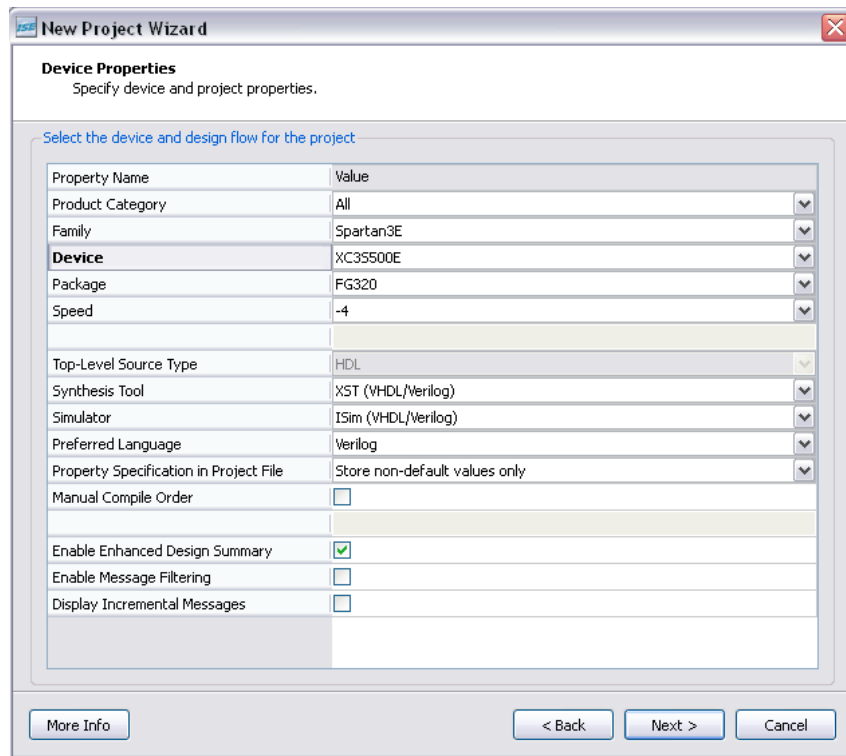 ISE New Project Wizard
Device Properties
Specify device and project properties.
Select the device and design flow for the project
Property Name Value
Product Category All
Family Spartan3E
Device XC3S500E
Package FG320
Speed -4
Top-Level Source Type HDL
Synthesis Tool XST (VHDL/Verilog)
Simulator ISim (VHDL/Verilog)
Preferred Language Verilog
Property Specification in Project File Store non-default values only
Manual Compile Order
Enable Enhanced Design Summary
Enable Message Filtering
Display Incremental Messages
More Info < Back Next > Cancel